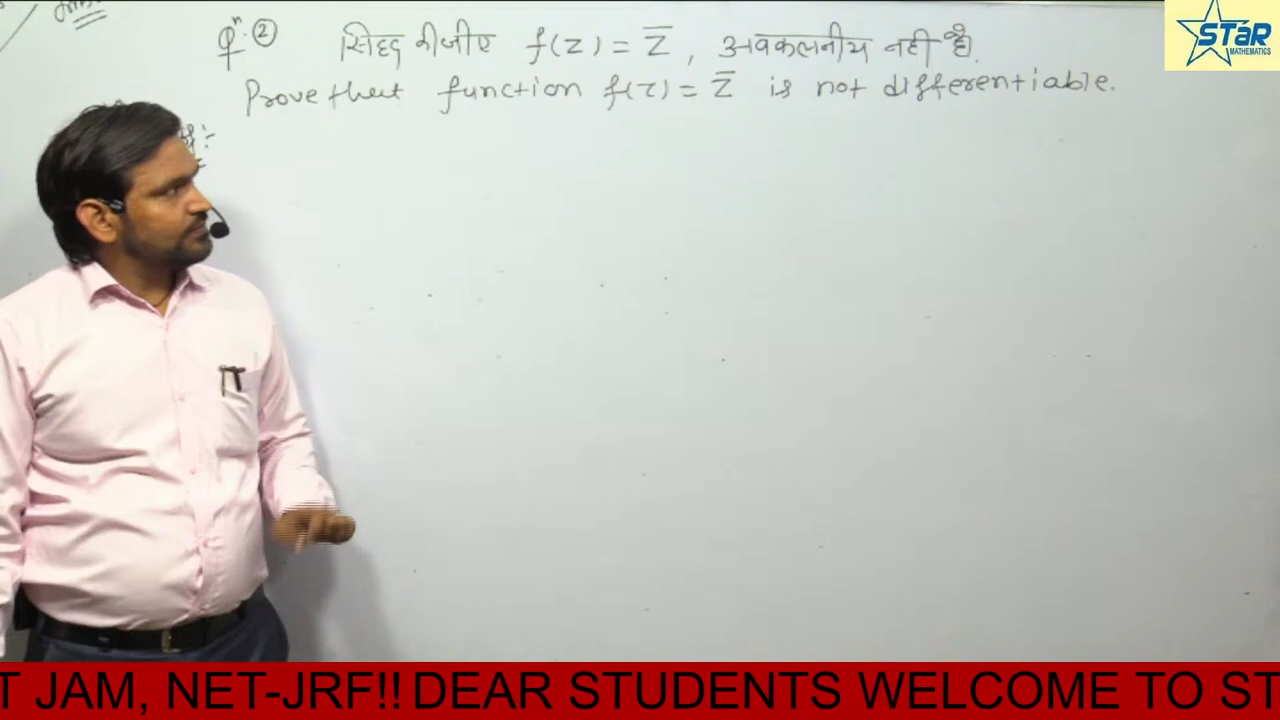 Qⁿ. ② सिद्ध कीजीए f(z) = z̅ , अवकलनीय नहीं है.
Prove that function f(z) = z̅ is not differentiable.
STAR
MATHEMATICS
T JAM, NET-JRF!! DEAR STUDENTS WELCOME TO ST